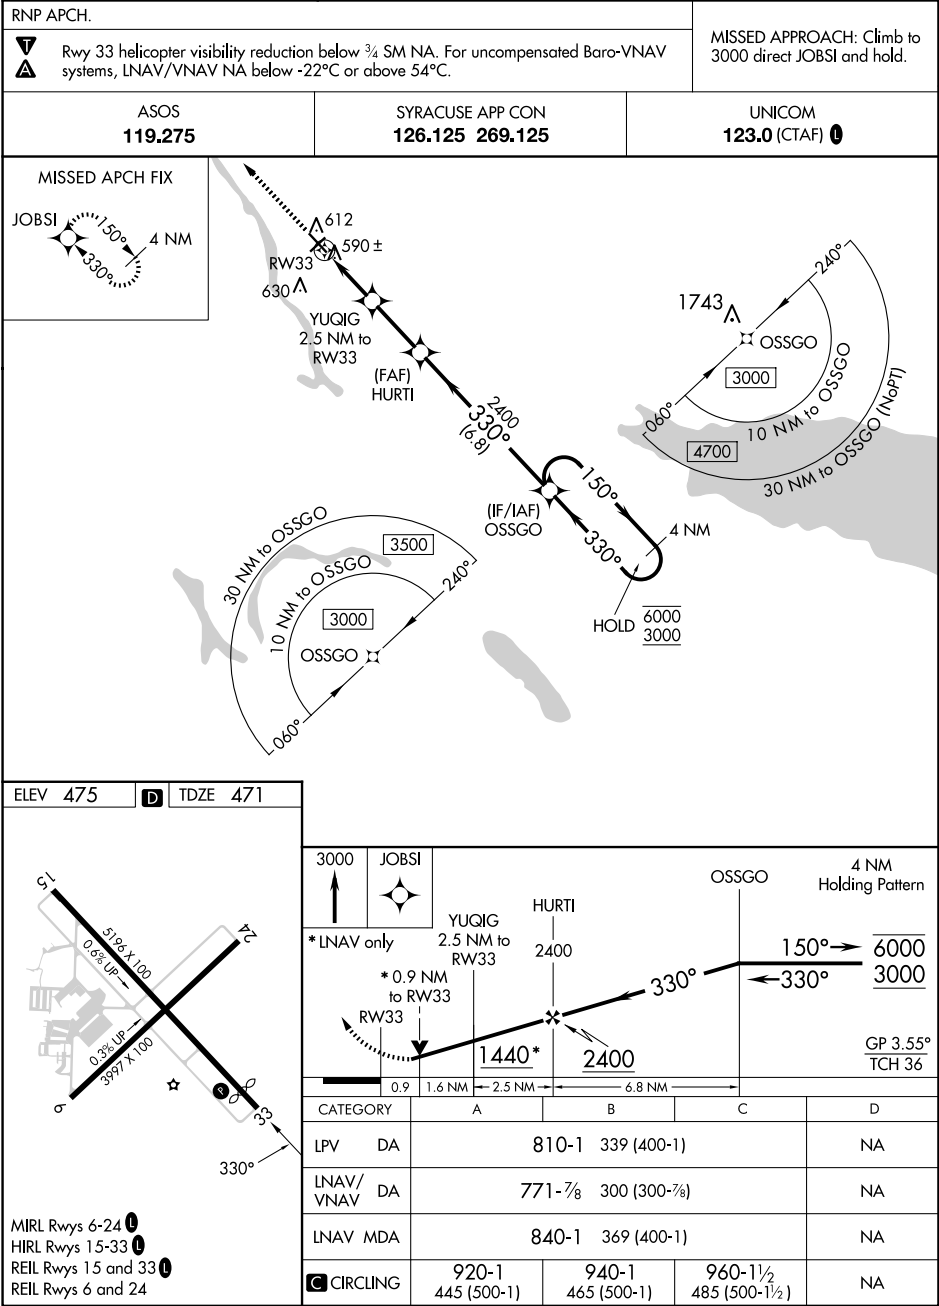 RNP APCH.
T
A
Rwy 33 helicopter visibility reduction below ¾ SM NA. For uncompensated Baro-VNAV
systems, LNAV/VNAV NA below -22°C or above 54°C.
MISSED APPROACH: Climb to
3000 direct JOBSI and hold.
ASOS
119.275
SYRACUSE APP CON
126.125 269.125
UNICOM
123.0 (CTAF) L
MISSED APCH FIX
JOBSI
150°
4 NM
330°
612
590 ±
RW33
630
YUQIG
2.5 NM to
RW33
(FAF)
HURTI
2400
330°
(6.8)
(IF/IAF)
OSSGO
150°
330°
4 NM
HOLD
6000
3000
1743
OSSGO
240°
3000
060°
10 NM to OSSGO
4700
30 NM to OSSGO (NoPT)
30 NM to OSSGO
3500
10 NM to OSSGO
240°
3000
OSSGO
060°
ELEV 475
D
TDZE 471
15
24
5196 X 100
0.6% UP
0.3% UP
3997 X 100
6
P
33
330°
MIRL Rwys 6-24 L
HIRL Rwys 15-33 L
REIL Rwys 15 and 33 L
REIL Rwys 6 and 24
3000
JOBSI
* LNAV only
YUQIG
2.5 NM to
RW33
HURTI
2400
OSSGO
4 NM
Holding Pattern
* 0.9 NM
to RW33
RW33
330°
150°
330°
6000
3000
1440*
2400
GP 3.55°
TCH 36
0.9
1.6 NM
2.5 NM
6.8 NM
CATEGORY A B C D
LPV DA 810-1 339 (400-1) NA
LNAV/
VNAV DA 771-⅞ 300 (300-⅞) NA
LNAV MDA 840-1 369 (400-1) NA
C CIRCLING 920-1 940-1 960-1½ NA
445 (500-1) 465 (500-1) 485 (500-1½)